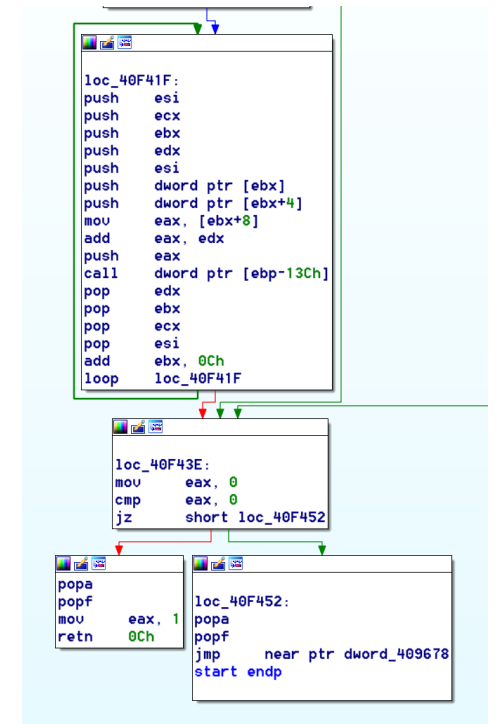 loc_40F41F:
push esi
push ecx
push ebx
push edx
push esi
push dword ptr [ebx]
push dword ptr [ebx+4]
mov eax, [ebx+8]
add eax, edx
push eax
call dword ptr [ebp-13Ch]
pop edx
pop ebx
pop ecx
pop esi
add ebx, 0Ch
loop loc_40F41F
loc_40F43E:
mov eax, 0
cmp eax, 0
jz short loc_40F452
popa
popf
mov eax, 1
retn 0Ch
loc_40F452:
popa
popf
jmp near ptr dword_409678
start endp